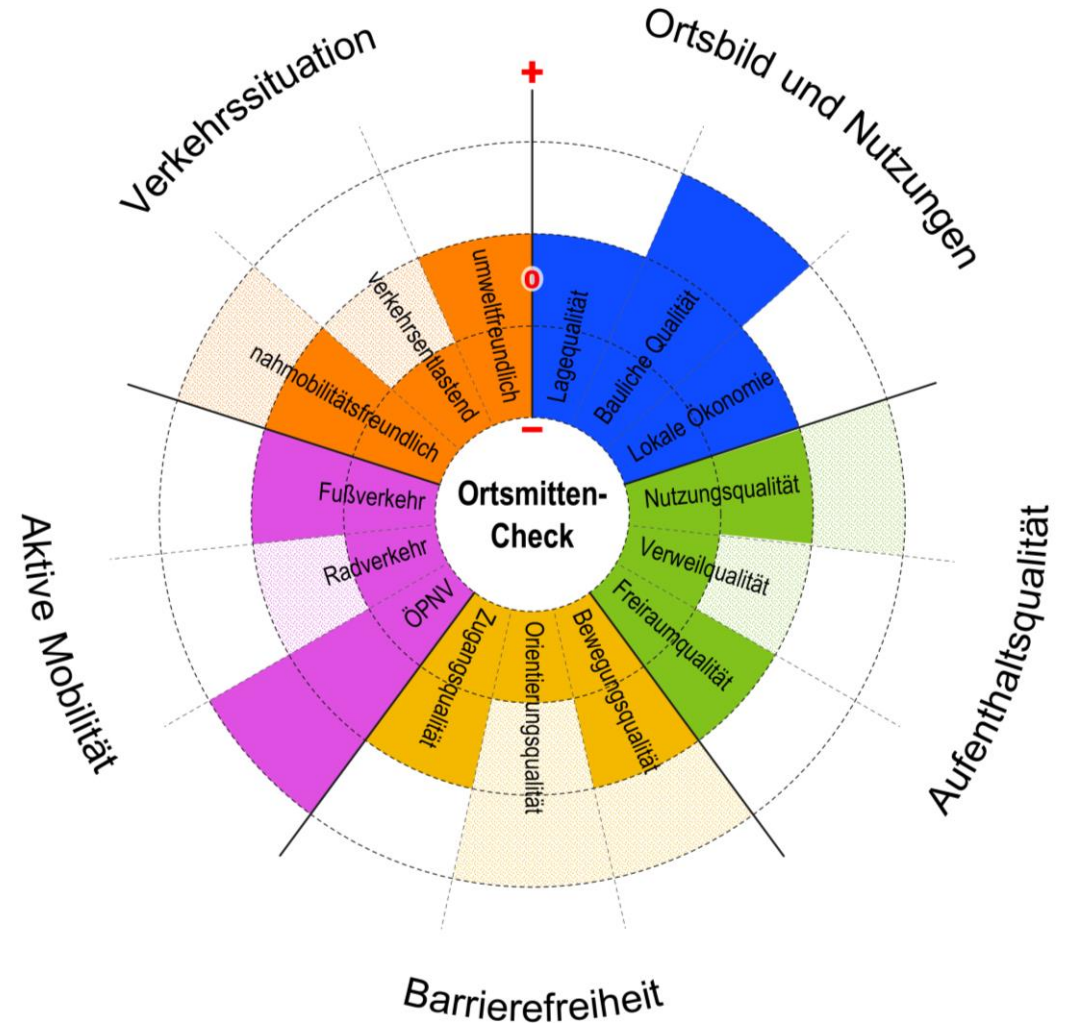 Verkehrssituation
Ortsbild und Nutzungen
+
o
−
umweltfreundlich
verkehrsentlastend
nahmobilitätsfreundlich
Lagequalität
Bauliche Qualität
Lokale Ökonomie
Ortsmitten-
Check
Nutzungsqualität
Verweilqualität
Freiraumqualität
Aufenthaltsqualität
Fußverkehr
Radverkehr
ÖPNV
Aktive Mobilität
Zugangsqualität
Orientierungsqualität
Bewegungsqualität
Barrierefreiheit